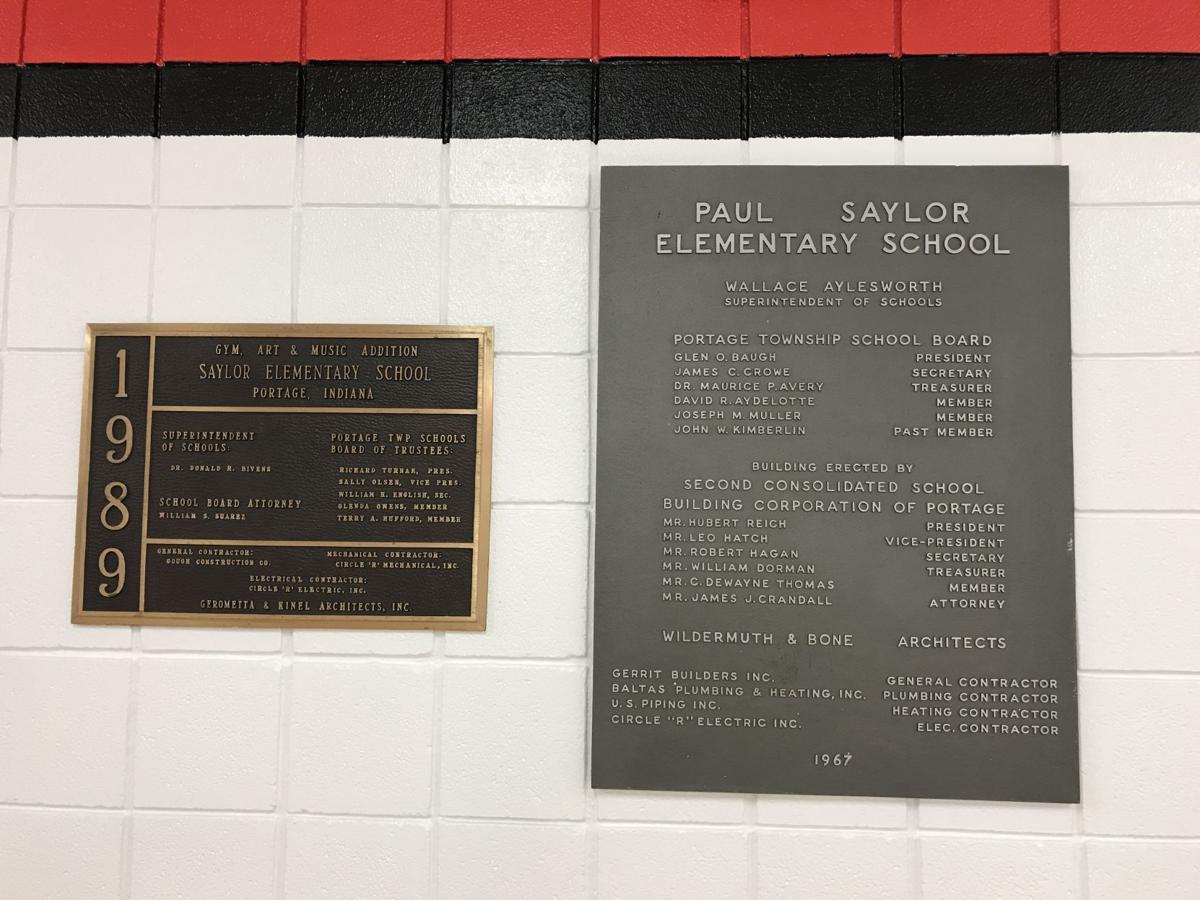 1989
GYM, ART & MUSIC ADDITION
SAYLOR ELEMENTARY SCHOOL
PORTAGE, INDIANA
SUPERINTENDENT
OF SCHOOLS:
DR. DONALD R. BIVENS
SCHOOL BOARD ATTORNEY
WILLIAM S. SUAREZ
PORTAGE TWP. SCHOOLS
BOARD OF TRUSTEES:
RICHARD TURNAK, PRES.
SALLY OLSEN, VICE PRES.
WILLIAM H. ENGLISH, SEC.
GLENDA OWENS, MEMBER
TERRY A. HUFFORD, MEMBER
GENERAL CONTRACTOR:
GOUGH CONSTRUCTION CO.
MECHANICAL CONTRACTOR:
CIRCLE 'R' MECHANICAL, INC.
ELECTRICAL CONTRACTOR:
CIRCLE 'R' ELECTRIC, INC.
GEROMETTA & KINEL ARCHITECTS, INC.
PAUL SAYLOR
ELEMENTARY SCHOOL
WALLACE AYLESWORTH
SUPERINTENDENT OF SCHOOLS
PORTAGE TOWNSHIP SCHOOL BOARD
GLEN O. BAUGH PRESIDENT
JAMES C. CROWE SECRETARY
DR. MAURICE P. AVERY TREASURER
DAVID R. AYDELOTTE MEMBER
JOSEPH M. MULLER MEMBER
JOHN W. KIMBERLIN PAST MEMBER
BUILDING ERECTED BY
SECOND CONSOLIDATED SCHOOL
BUILDING CORPORATION OF PORTAGE
MR. HUBERT REICH PRESIDENT
MR. LEO HATCH VICE-PRESIDENT
MR. ROBERT HAGAN SECRETARY
MR. WILLIAM DORMAN TREASURER
MR. C. DEWAYNE THOMAS MEMBER
MR. JAMES J. CRANDALL ATTORNEY
WILDERMUTH & BONE ARCHITECTS
GERRIT BUILDERS INC. GENERAL CONTRACTOR
BALTAS PLUMBING & HEATING, INC. PLUMBING CONTRACTOR
U.S. PIPING INC. HEATING CONTRACTOR
CIRCLE "R" ELECTRIC INC. ELEC. CONTRACTOR
1967